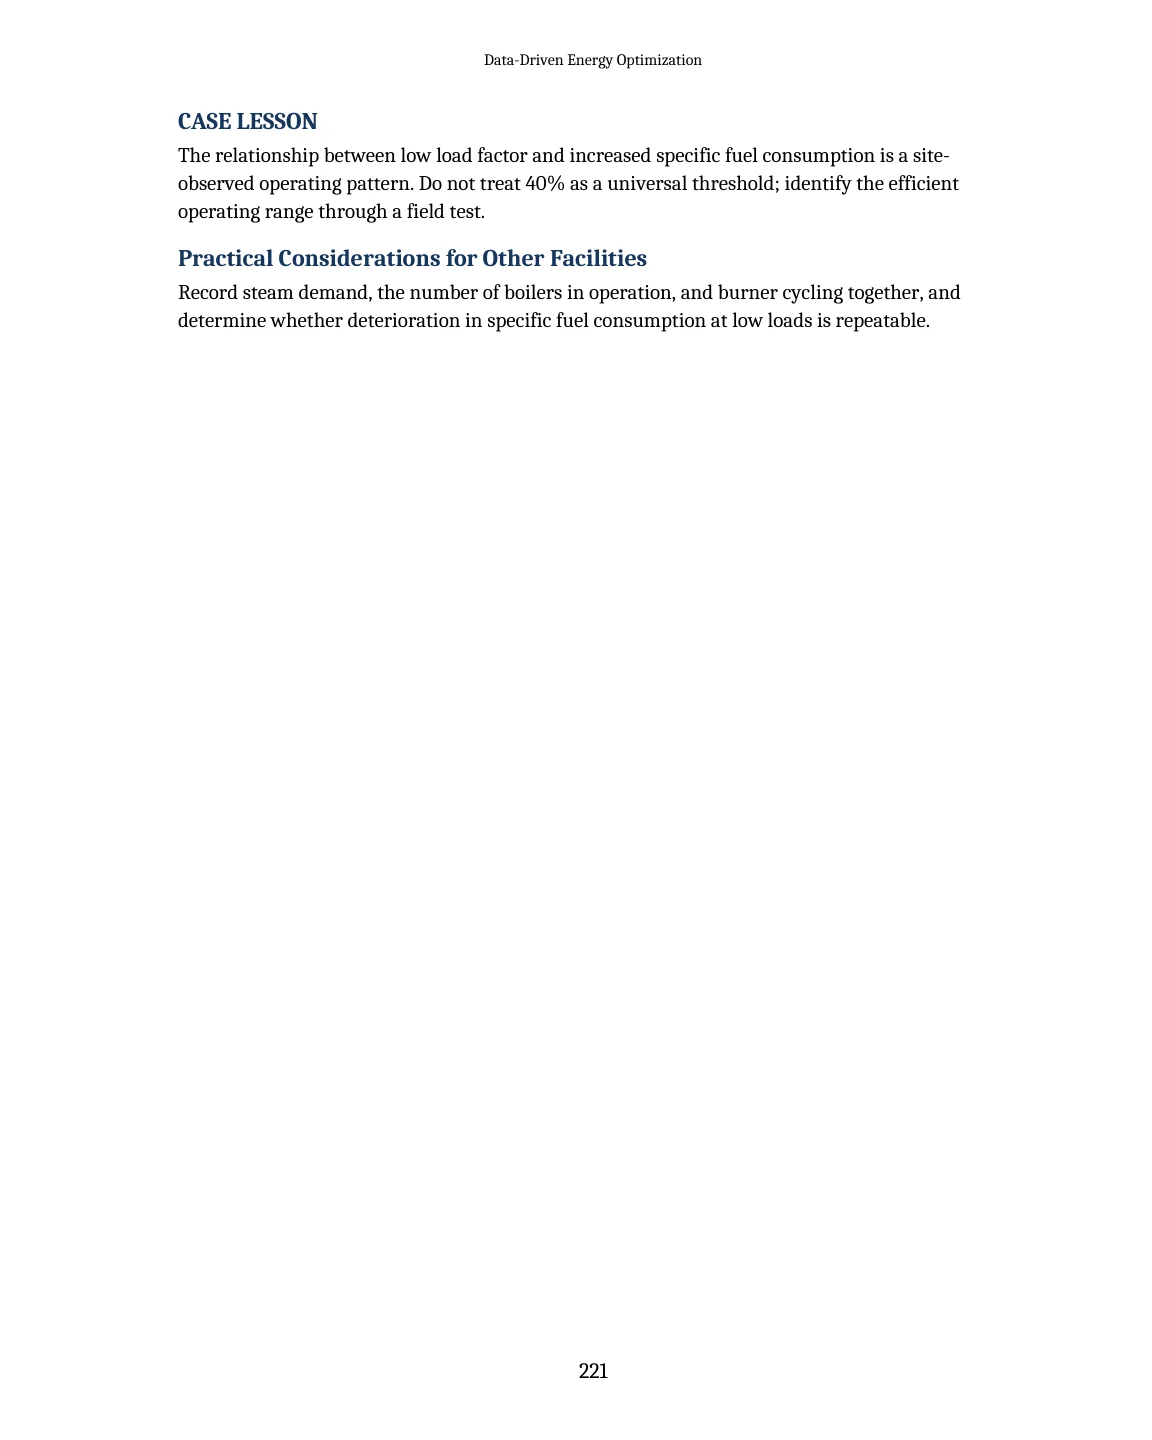 Data-Driven Energy Optimization
CASE LESSON
The relationship between low load factor and increased specific fuel consumption is a site-
observed operating pattern. Do not treat 40% as a universal threshold; identify the efficient
operating range through a field test.
Practical Considerations for Other Facilities
Record steam demand, the number of boilers in operation, and burner cycling together, and
determine whether deterioration in specific fuel consumption at low loads is repeatable.
221